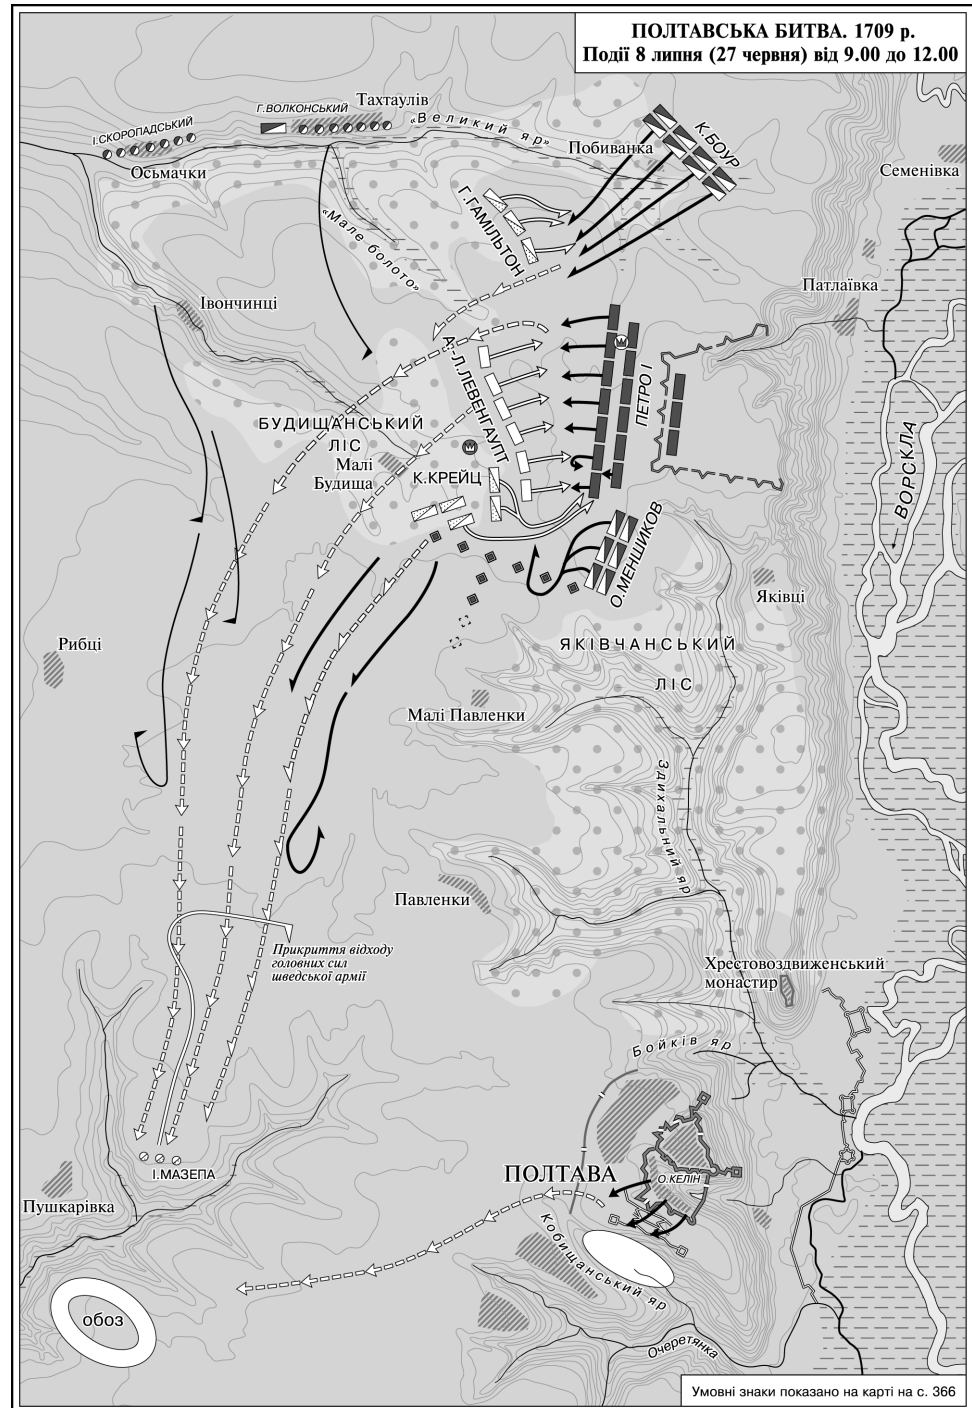 ПОЛТАВСЬКА БИТВА. 1709 р.
Події 8 липня (27 червня) від 9.00 до 12.00
І.СКОРОПАДСЬКИЙ
Г.ВОЛКОНСЬКИЙ
Тахтаулів
«Великий яр»
Осьмачки
Побиванка
К.БОУР
Семенівка
Г.ГАМІЛЬТОН
«Мале болото»
Івончинці
Патлаївка
А.-Л.ЛЕВЕНГАУПТ
ПЕТРО І
БУДИЩАНСЬКИЙ
ЛІС
Малі
Будища
К.КРЕЙЦ
ВОРСКЛА
О.МЕНШИКОВ
Яківці
Рибці
ЯКІВЧАНСЬКИЙ
ЛІС
Малі Павленки
Здихальний яр
Павленки
Прикриття відходу
головних сил
шведської армії
Хрестовоздвиженський
монастир
Бойків яр
І.МАЗЕПА
ПОЛТАВА
О.КЕЛІН
Пушкарівка
Кобищанський яр
обоз
Очеретянка
Умовні знаки показано на карті на с. 366